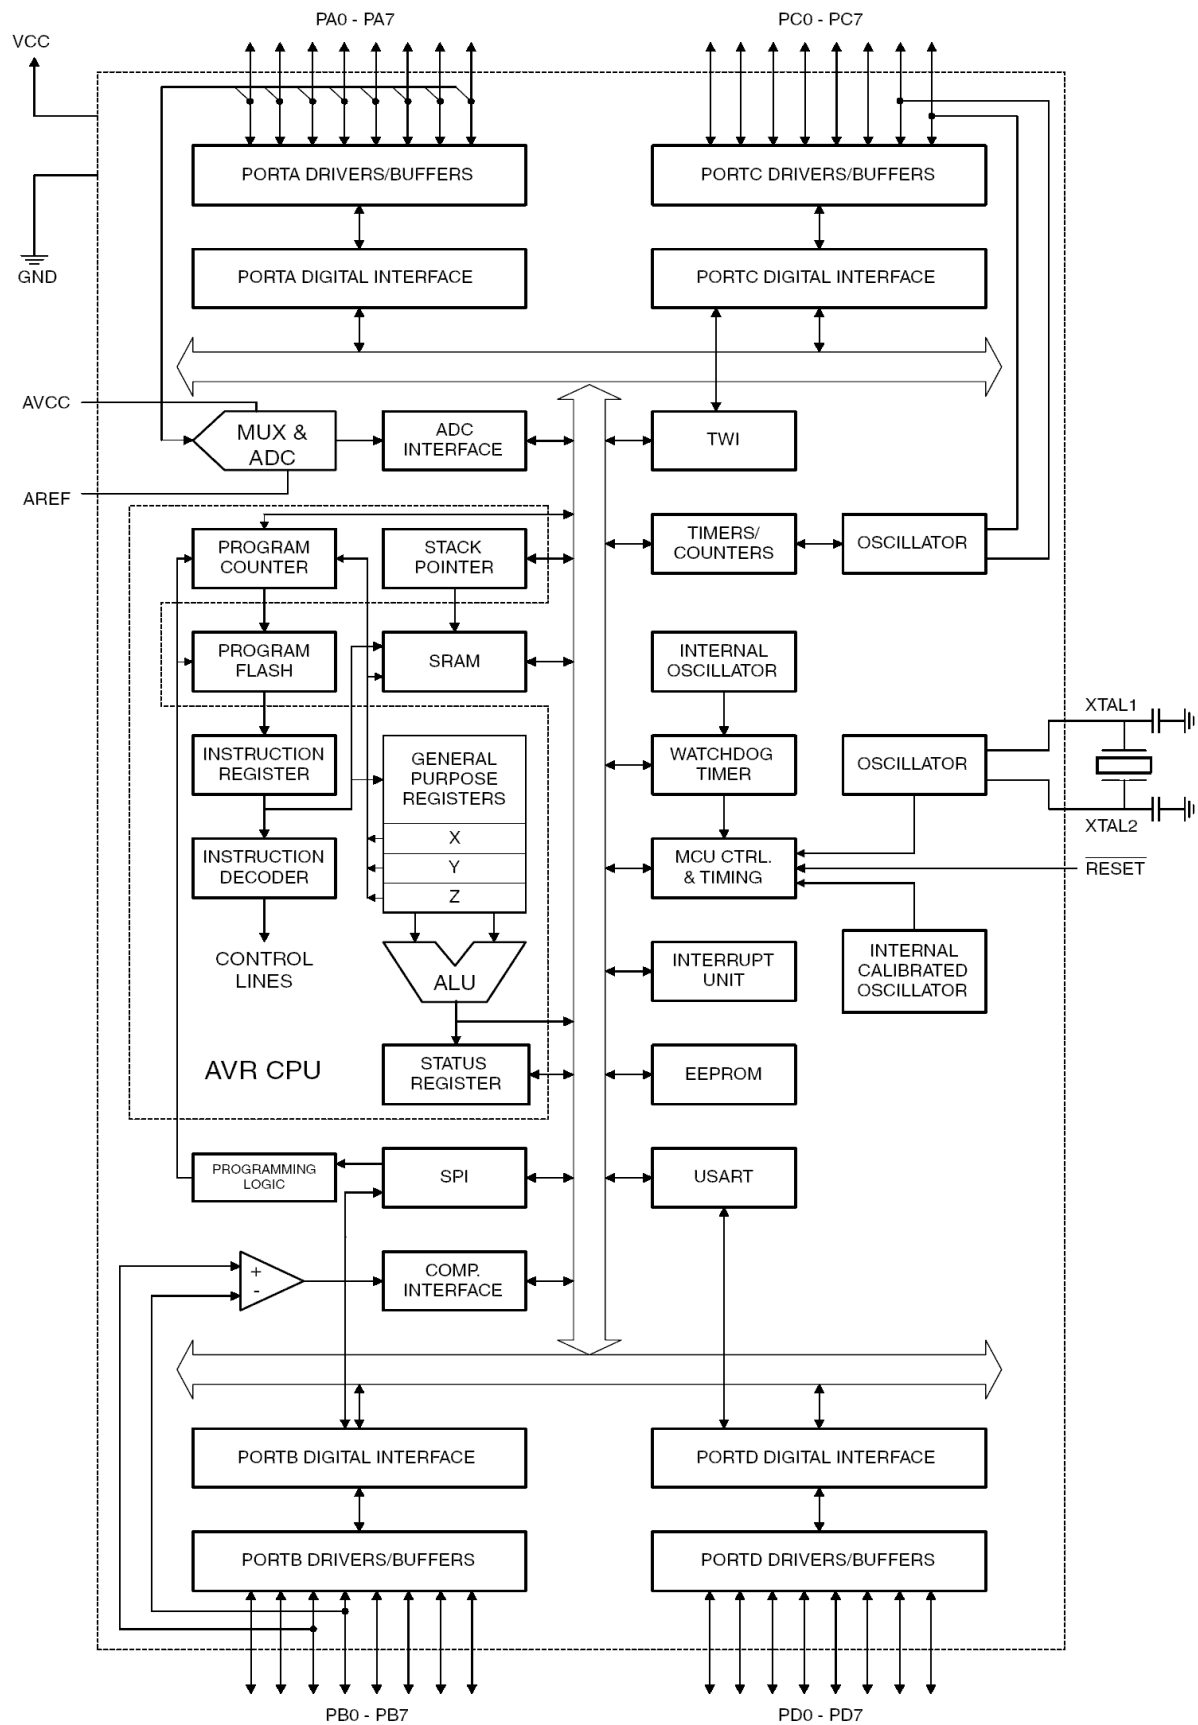 PA0 - PA7
PC0 - PC7
VCC
PORTA DRIVERS/BUFFERS
PORTC DRIVERS/BUFFERS
GND
PORTA DIGITAL INTERFACE
PORTC DIGITAL INTERFACE
AVCC
MUX &
ADC
ADC
INTERFACE
TWI
AREF
PROGRAM
COUNTER
STACK
POINTER
TIMERS/
COUNTERS
OSCILLATOR
PROGRAM
FLASH
SRAM
INTERNAL
OSCILLATOR
XTAL1
INSTRUCTION
REGISTER
GENERAL
PURPOSE
REGISTERS
WATCHDOG
TIMER
OSCILLATOR
XTAL2
X
Y
Z
INSTRUCTION
DECODER
MCU CTRL.
& TIMING
RESET
CONTROL
LINES
ALU
INTERRUPT
UNIT
INTERNAL
CALIBRATED
OSCILLATOR
AVR CPU
STATUS
REGISTER
EEPROM
PROGRAMMING
LOGIC
SPI
USART
+
-
COMP.
INTERFACE
PORTB DIGITAL INTERFACE
PORTD DIGITAL INTERFACE
PORTB DRIVERS/BUFFERS
PORTD DRIVERS/BUFFERS
PB0 - PB7
PD0 - PD7